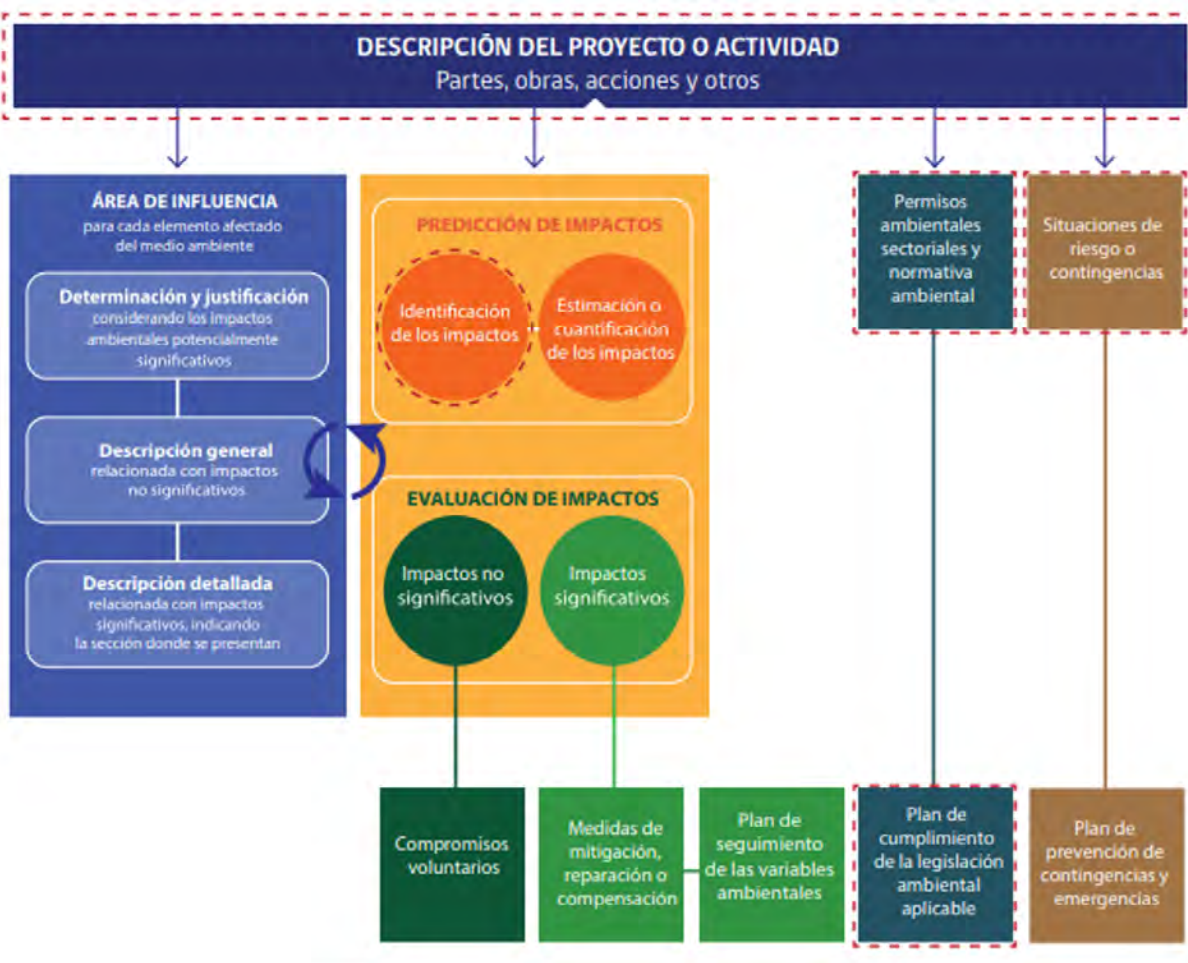 DESCRIPCIÓN DEL PROYECTO O ACTIVIDAD
Partes, obras, acciones y otros
ÁREA DE INFLUENCIA
para cada elemento afectado
del medio ambiente
Determinación y justificación
considerando los impactos
ambientales potencialmente
significativos
Descripción general
relacionada con impactos
no significativos
Descripción detallada
relacionada con impactos
significativos, indicando
la sección donde se presentan
PREDICCIÓN DE IMPACTOS
Identificación
de los impactos
Estimación o
cuantificación
de los impactos
EVALUACIÓN DE IMPACTOS
Impactos no
significativos
Impactos
significativos
Permisos
ambientales
sectoriales y
normativa
ambiental
Situaciones de
riesgo o
contingencias
Compromisos
voluntarios
Medidas de
mitigación,
reparación o
compensación
Plan de
seguimiento
de las variables
ambientales
Plan de
cumplimiento
de la legislación
ambiental
aplicable
Plan de
prevención de
contingencias y
emergencias